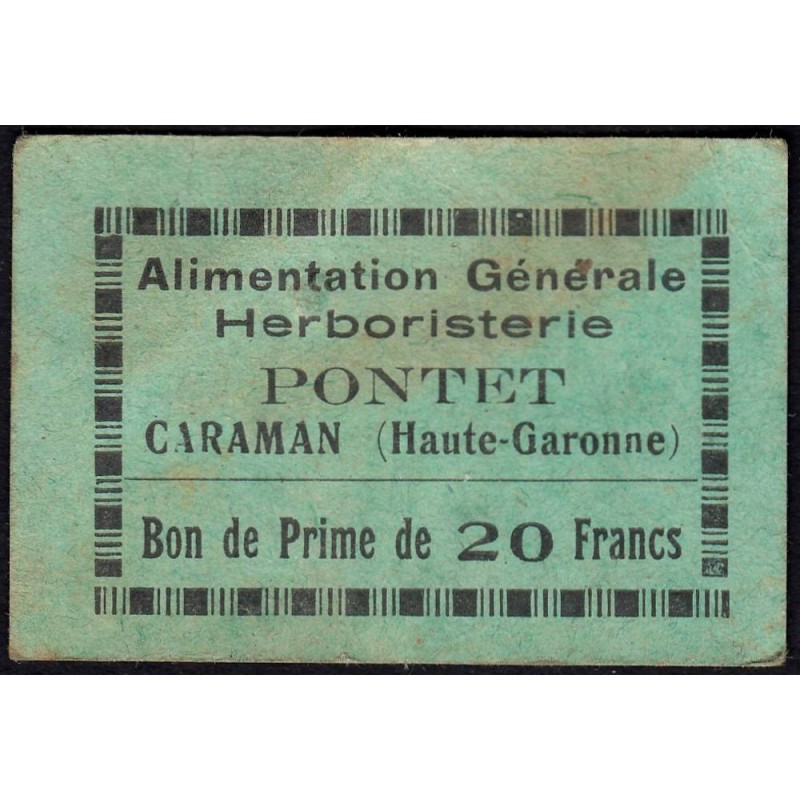 Alimentation Générale
Herboristerie
PONTET
CARAMAN (Haute-Garonne)
Bon de Prime de 20 Francs